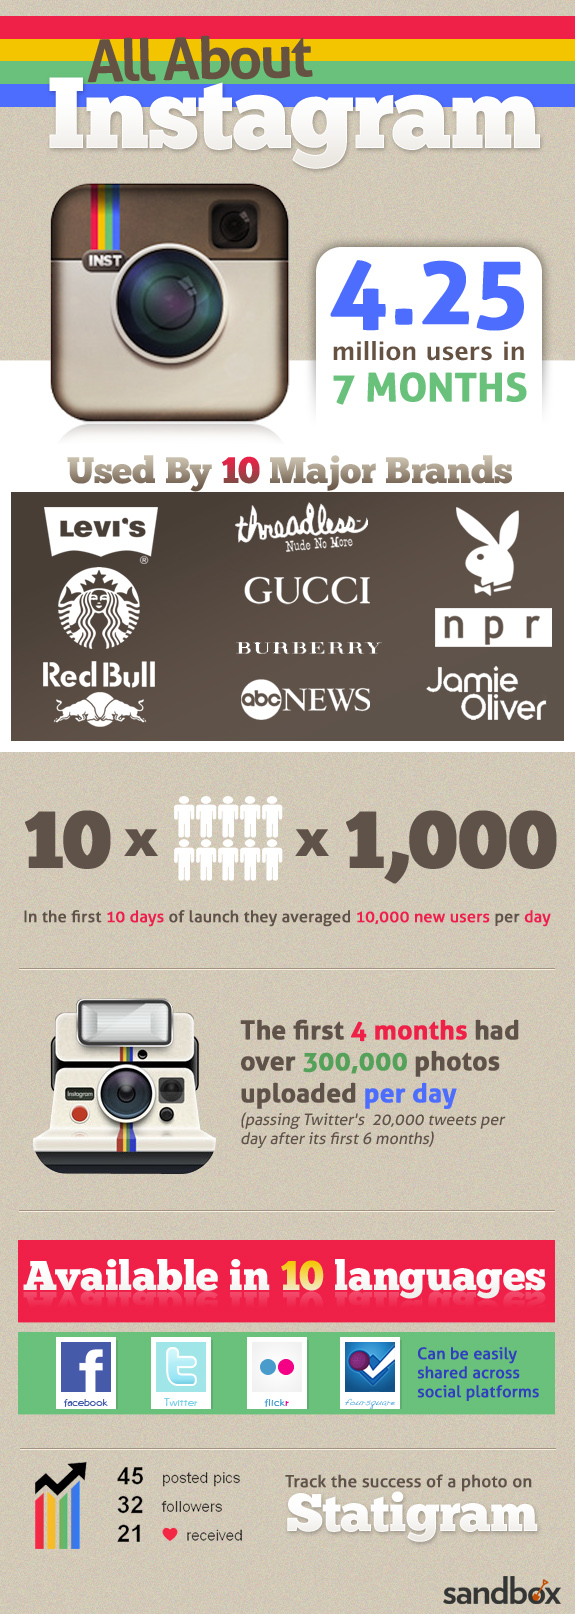 All About
Instagram
INST
4.25
million users in
7 MONTHS
Used By 10 Major Brands
LEVI'S
®
threadless
Nude No More
GUCCI
n p r
BURBERRY
Red Bull
abc NEWS
Jamie
Oliver
10 x x 1,000
In the first 10 days of launch they averaged 10,000 new users per day
The first 4 months had
over 300,000 photos
uploaded per day
(passing Twitter's 20,000 tweets per
day after its first 6 months)
Instagram
Available in 10 languages
f
facebook
t
Twitter
flickr
foursquare
Can be easily
shared across
social platforms
45 posted pics
32 followers
21 received
Track the success of a photo on
Statigram
sandbox